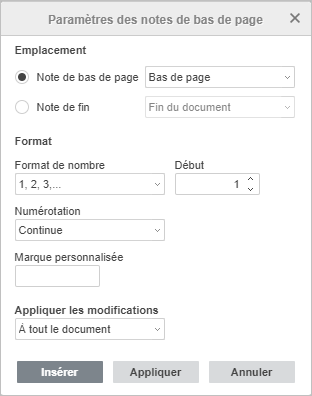 Paramètres des notes de bas de page
Emplacement
Note de bas de page Bas de page
Note de fin Fin du document
Format
Format de nombre Début
1, 2, 3,... 1
Numérotation
Continue
Marque personnalisée
Appliquer les modifications
À tout le document
Insérer Appliquer Annuler